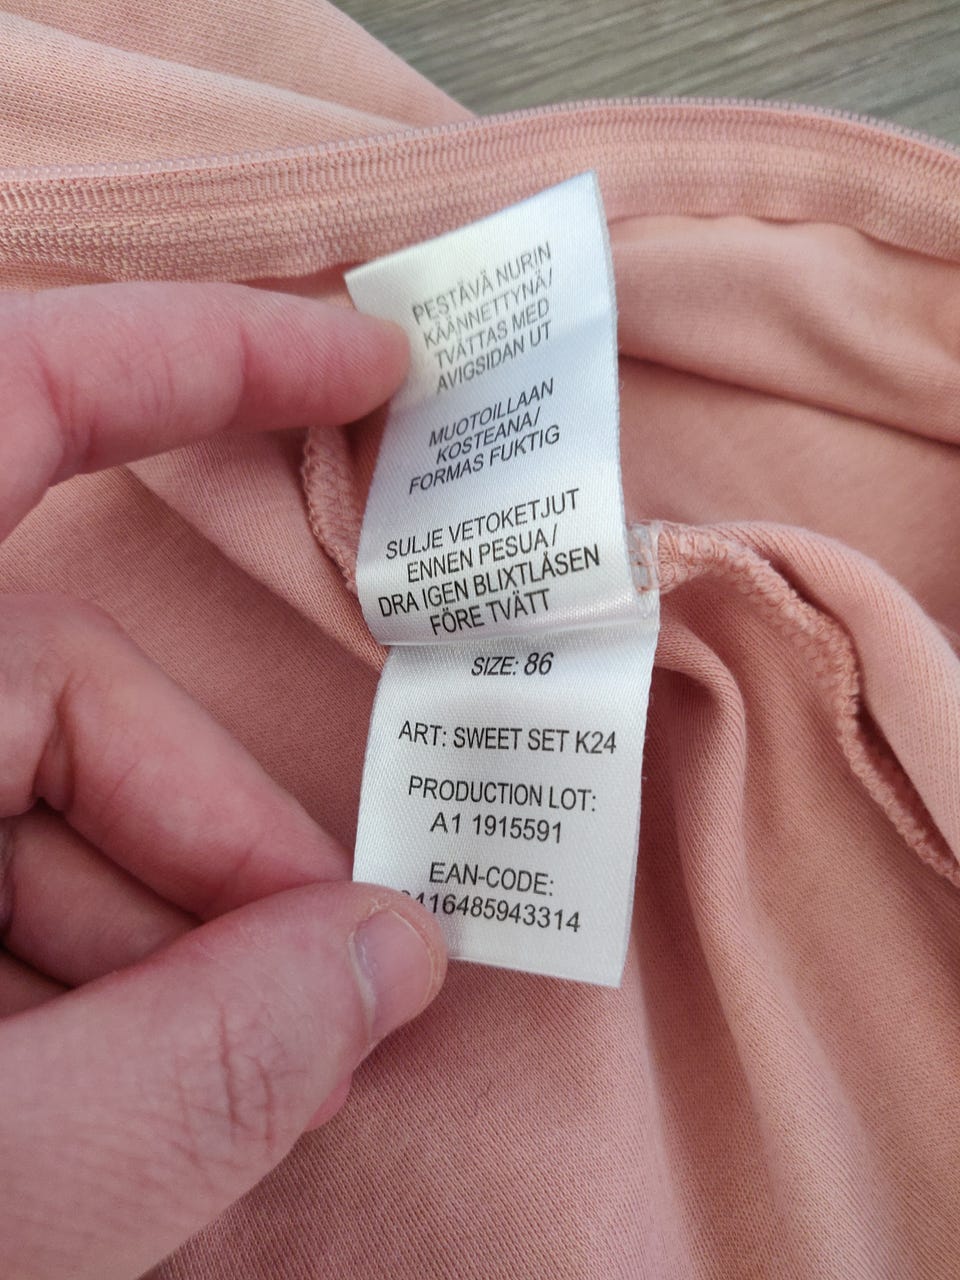 PESTÄVÄ NURIN
KÄÄNNETTYNÄ/
TVÄTTAS MED
AVIGSIDAN UT
MUOTOILLAAN
KOSTEANA/
FORMAS FUKTIG
SULJE VETOKETJUT
ENNEN PESUA/
DRA IGEN BLIXTLÅSEN
FÖRE TVÄTT
SIZE: 86
ART: SWEET SET K24
PRODUCTION LOT:
A1 1915591
EAN-CODE: